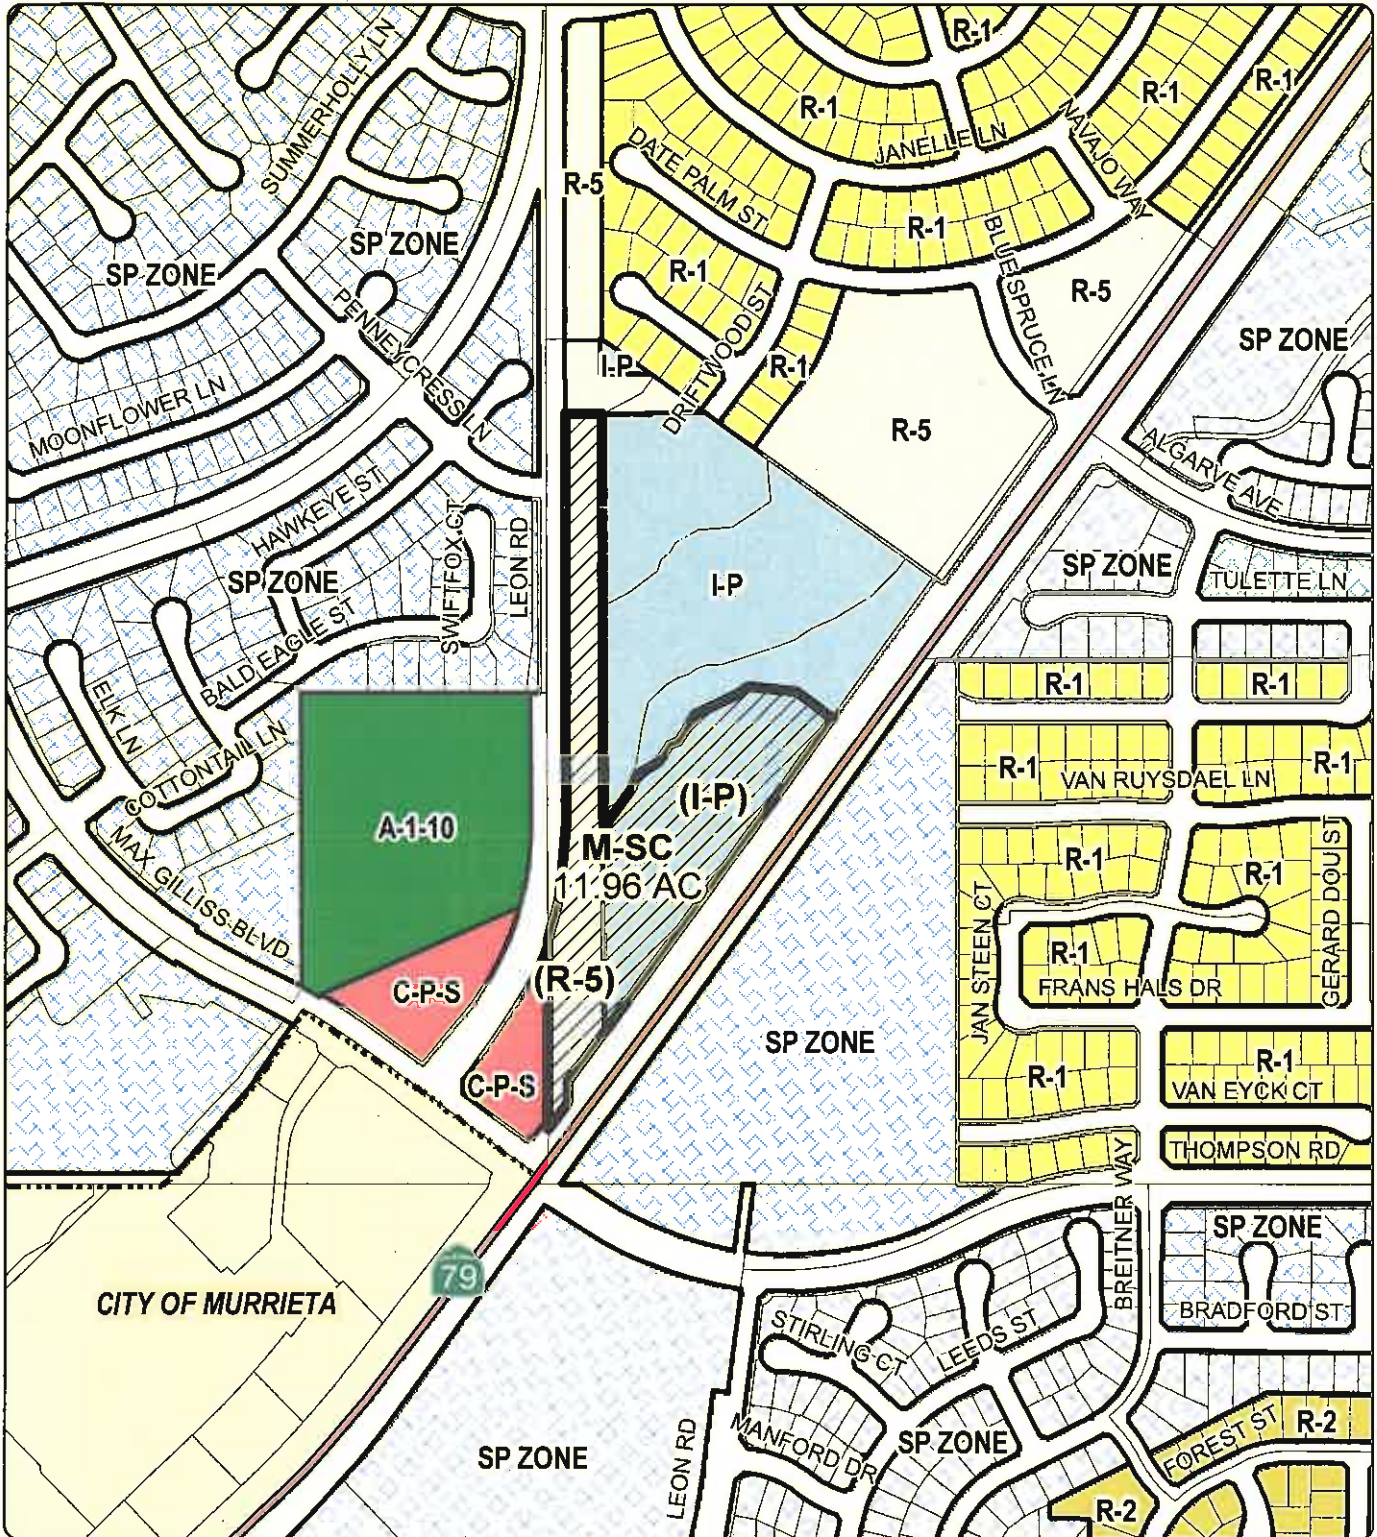 R-1
R-1
R-1
R-1
SUMMERHOLLY LN
NAVAJO WAY
JANELLE LN
DATE PALM ST
R-5
R-1
BLUE SPRUCE LN
SP ZONE
SP ZONE
R-1
R-5
PENNEYCRESS LN
DRIFTWOOD ST
SP ZONE
I-P
R-1
MOONFLOWER LN
R-5
ALGARVE AVE
HAWKEYE ST
SWIFTFOX CT
LEON RD
SP ZONE
I-P
SP ZONE
TULETTE LN
BALD EAGLE ST
ELK LN
R-1
R-1
COTTONTAIL LN
R-1
VAN RUYSDAEL LN
R-1
(I-P)
A-1-10
M-SC
11.96 AC
MAX GILLISS BLVD
R-1
R-1
GERARD DOU ST
JAN STEEN CT
R-1
(R-5)
C-P-S
FRANS HALS DR
SP ZONE
R-1
R-1
C-P-S
VAN EYCK CT
THOMPSON RD
BREITNER WAY
SP ZONE
79
CITY OF MURRIETA
BRADFORD ST
STIRLING CT
LEEDS ST
R-2
FOREST ST
MANFORD DR
SP ZONE
SP ZONE
LEON RD
R-2